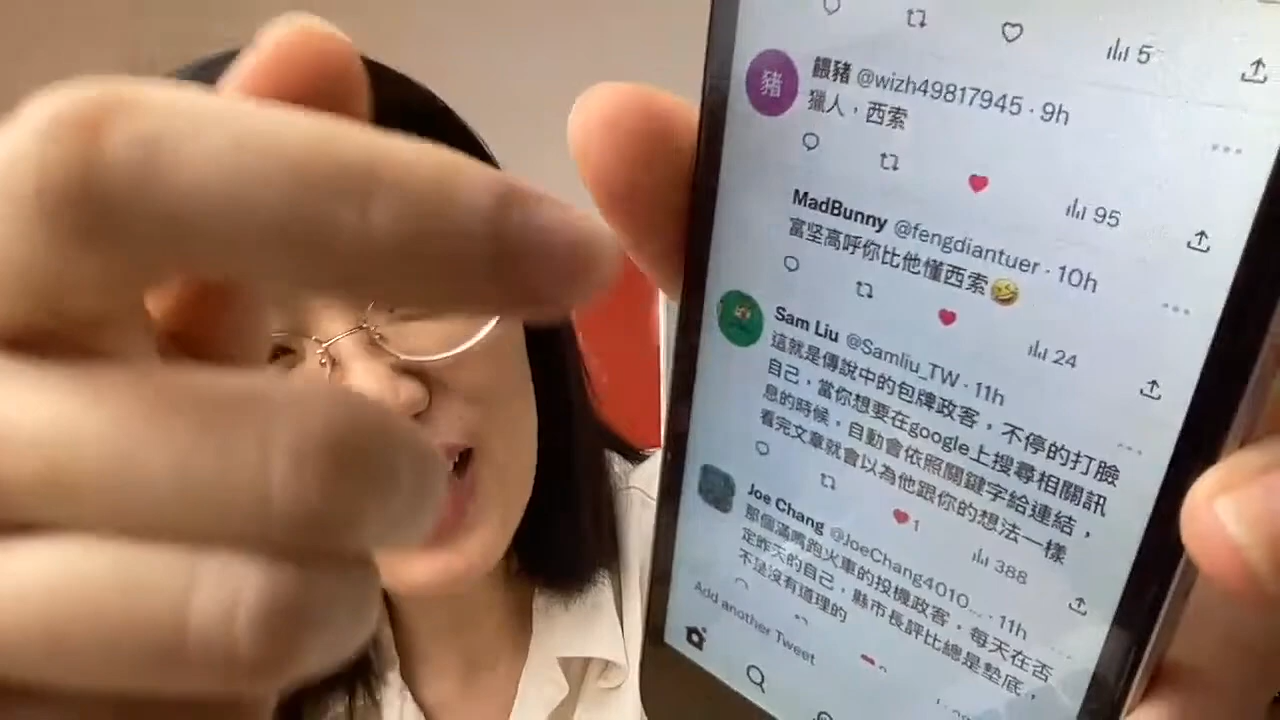 5
豬
餵豬 @wizh49817945 · 9h
獵人，西索
95
MadBunny @fengdiantuer · 10h
富坚高呼你比他懂西索🤣
24
Sam Liu @Samliu_TW · 11h
這就是傳說中的包牌政客，不停的打臉
自己，當你想要在google上搜尋相關訊
息的時候，自動會依照關鍵字給連結，
看完文章就會以為他跟你的想法一樣
1
388
Joe Chang @JoeChang4010... · 11h
那個滿嘴跑火車的投機政客，每天在否
定昨天的自己，縣市長評比總是墊底，
不是沒有道理的
Add another Tweet